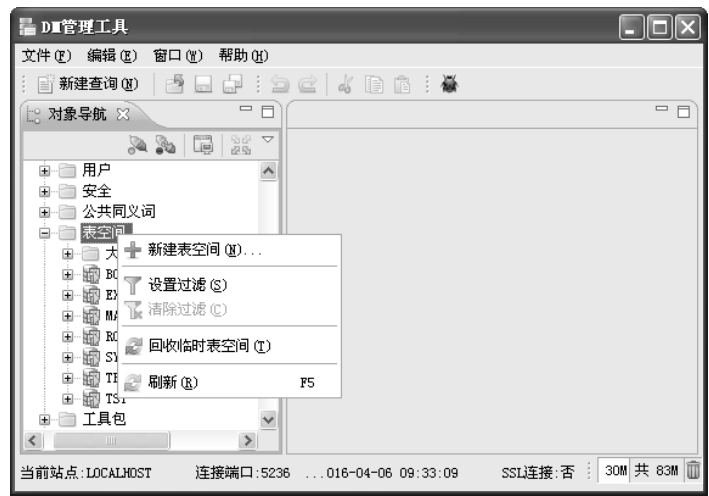 DM管理工具
文件(F) 编辑(E) 窗口(W) 帮助(H)
新建查询(N)
对象导航
用户
安全
公共同义词
表空间
新建表空间(N)...
设置过滤(S)
清除过滤(C)
回收临时表空间(T)
刷新(R) F5
TST
工具包
当前站点:LOCALHOST 连接端口:5236 ...016-04-06 09:33:09 SSL连接:否 30M 共 83M